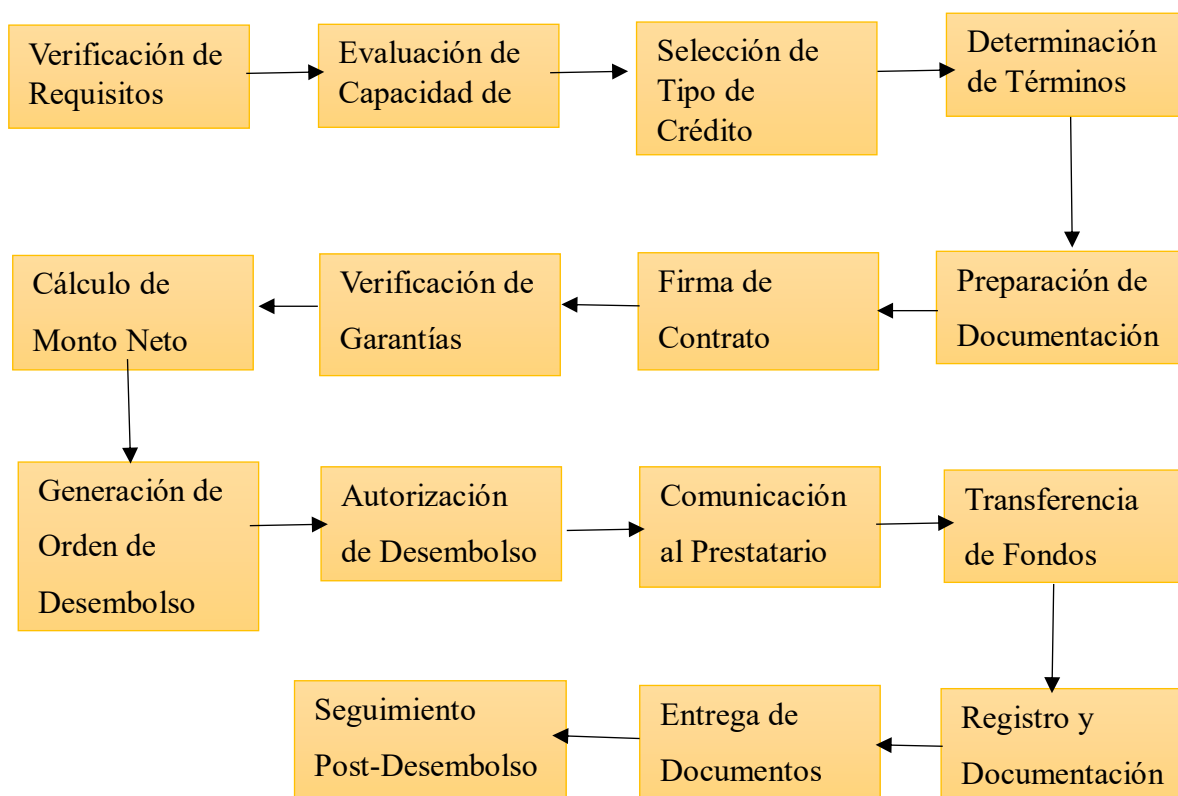 Verificación de
Requisitos
Evaluación de
Capacidad de
Selección de
Tipo de
Crédito
Determinación
de Términos
Preparación de
Documentación
Firma de
Contrato
Verificación de
Garantías
Cálculo de
Monto Neto
Generación de
Orden de
Desembolso
Autorización
de Desembolso
Comunicación
al Prestatario
Transferencia
de Fondos
Registro y
Documentación
Entrega de
Documentos
Seguimiento
Post-Desembolso